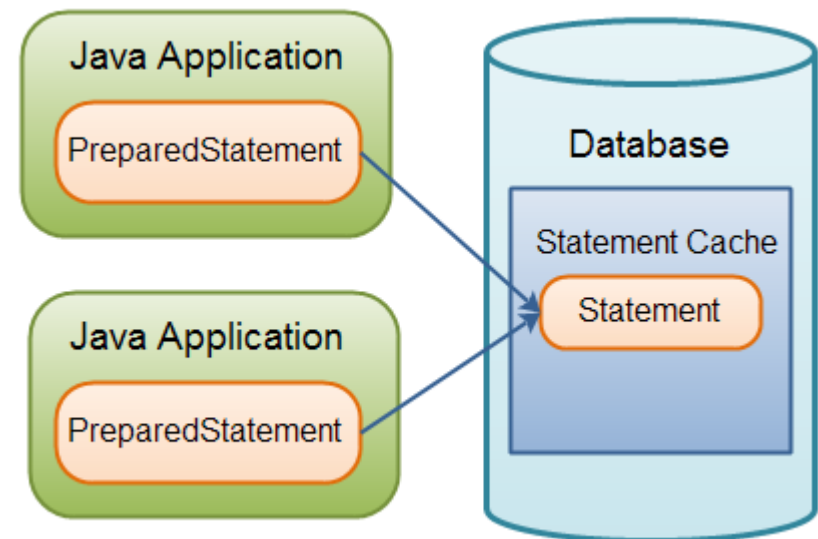 Java Application
PreparedStatement
Java Application
PreparedStatement
Database
Statement Cache
Statement